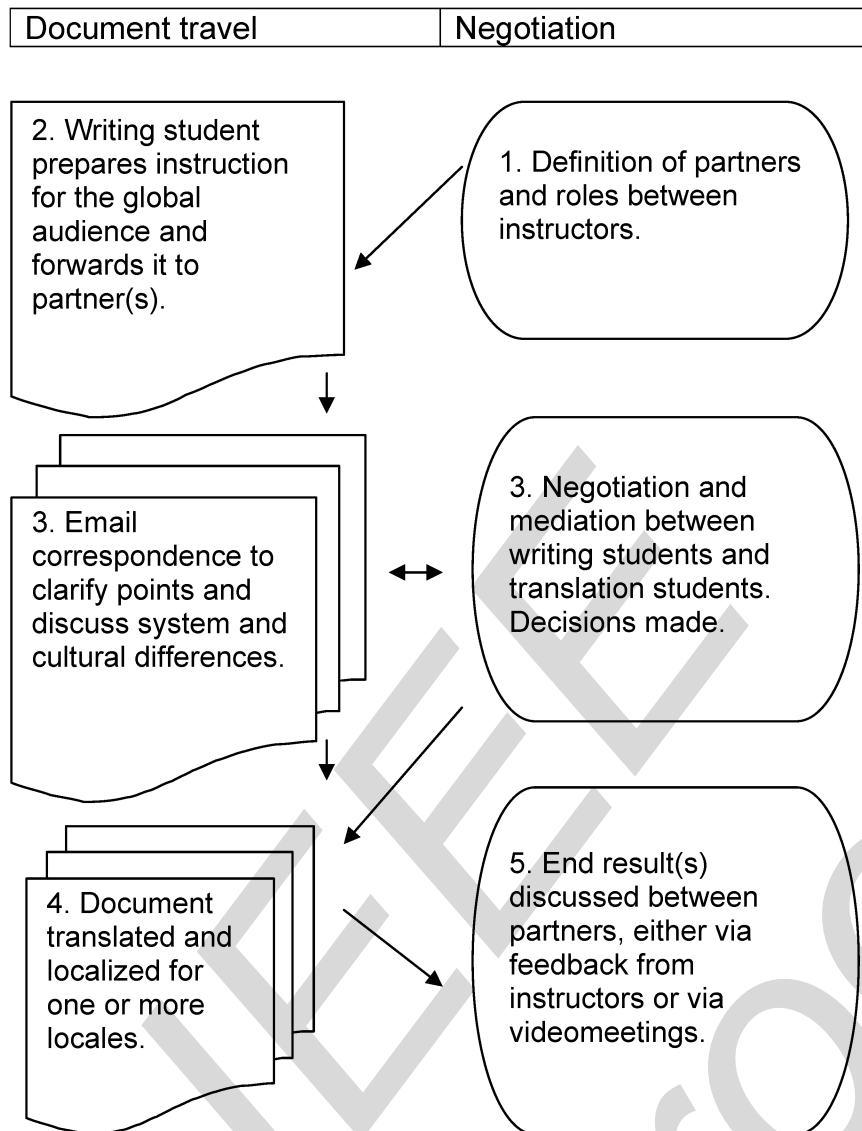 Document travel
Negotiation
2. Writing student
prepares instruction
for the global
audience and
forwards it to
partner(s).
1. Definition of partners
and roles between
instructors.
3. Email
correspondence to
clarify points and
discuss system and
cultural differences.
3. Negotiation and
mediation between
writing students and
translation students.
Decisions made.
4. Document
translated and
localized for
one or more
locales.
5. End result(s)
discussed between
partners, either via
feedback from
instructors or via
videomeetings.
IEEE